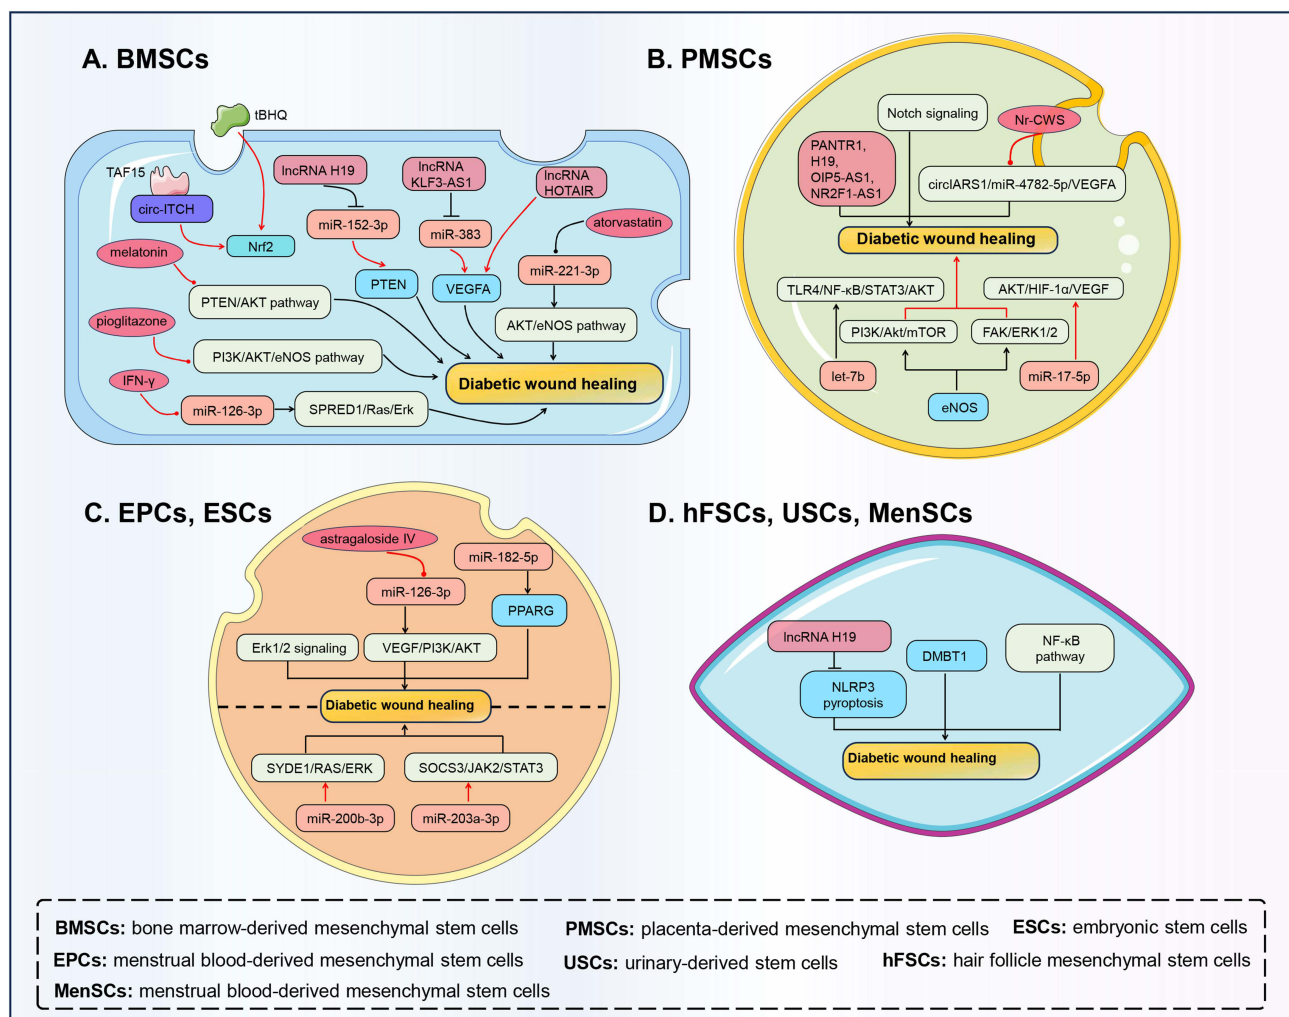 A. BMSCs
tBHQ
TAF15
circ-ITCH
Nrf2
lncRNA H19
miR-152-3p
PTEN
lncRNA
KLF3-AS1
miR-383
VEGFA
lncRNA
HOTAIR
atorvastatin
miR-221-3p
AKT/eNOS pathway
melatonin
PTEN/AKT pathway
pioglitazone
PI3K/AKT/eNOS pathway
IFN-γ
miR-126-3p
SPRED1/Ras/Erk
Diabetic wound healing
B. PMSCs
Notch signaling
Nr-CWS
PANTR1,
H19,
OIP5-AS1,
NR2F1-AS1
circIARS1/miR-4782-5p/VEGFA
Diabetic wound healing
TLR4/NF-κB/STAT3/AKT
AKT/HIF-1α/VEGF
PI3K/Akt/mTOR
FAK/ERK1/2
let-7b
eNOS
miR-17-5p
C. EPCs, ESCs
astragaloside IV
miR-182-5p
miR-126-3p
PPARG
Erk1/2 signaling
VEGF/PI3K/AKT
Diabetic wound healing
SYDE1/RAS/ERK
SOCS3/JAK2/STAT3
miR-200b-3p
miR-203a-3p
D. hFSCs, USCs, MenSCs
lncRNA H19
DMBT1
NF-κB
pathway
NLRP3
pyroptosis
Diabetic wound healing
BMSCs: bone marrow-derived mesenchymal stem cells
PMSCs: placenta-derived mesenchymal stem cells
ESCs: embryonic stem cells
EPCs: menstrual blood-derived mesenchymal stem cells
USCs: urinary-derived stem cells
hFSCs: hair follicle mesenchymal stem cells
MenSCs: menstrual blood-derived mesenchymal stem cells